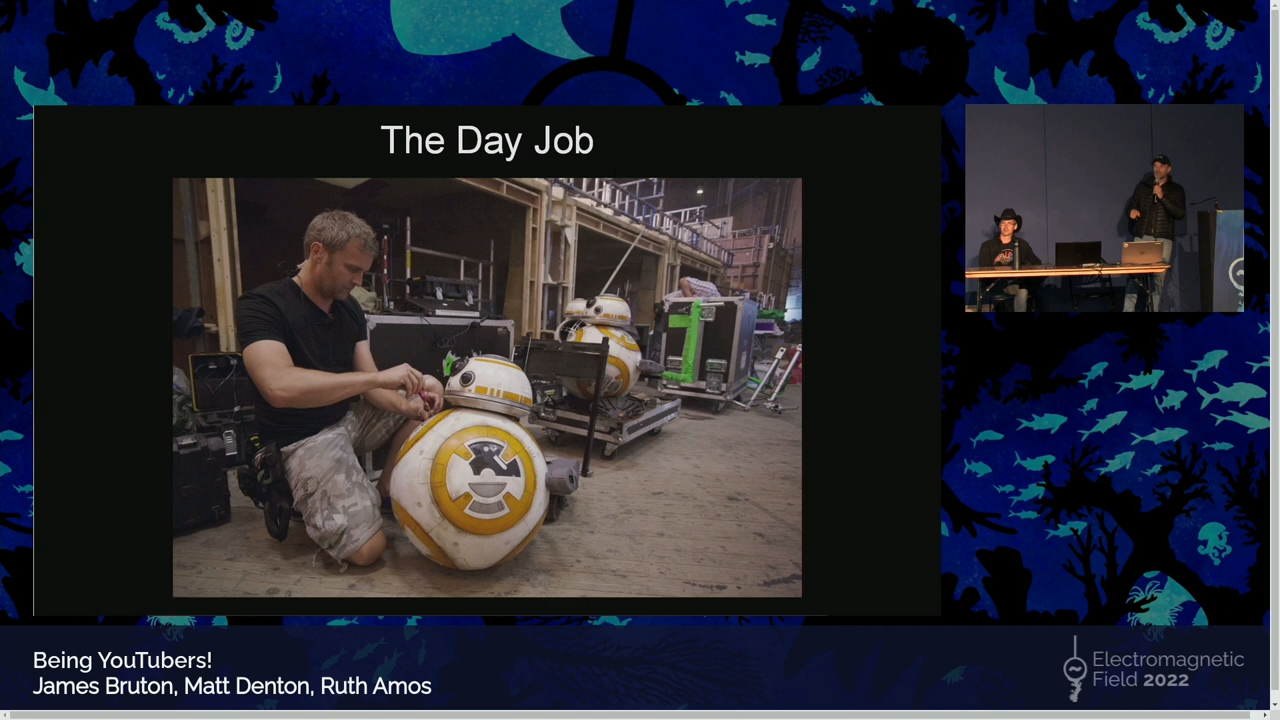 The Day Job
Being YouTubers!
James Bruton, Matt Denton, Ruth Amos
Electromagnetic
Field 2022